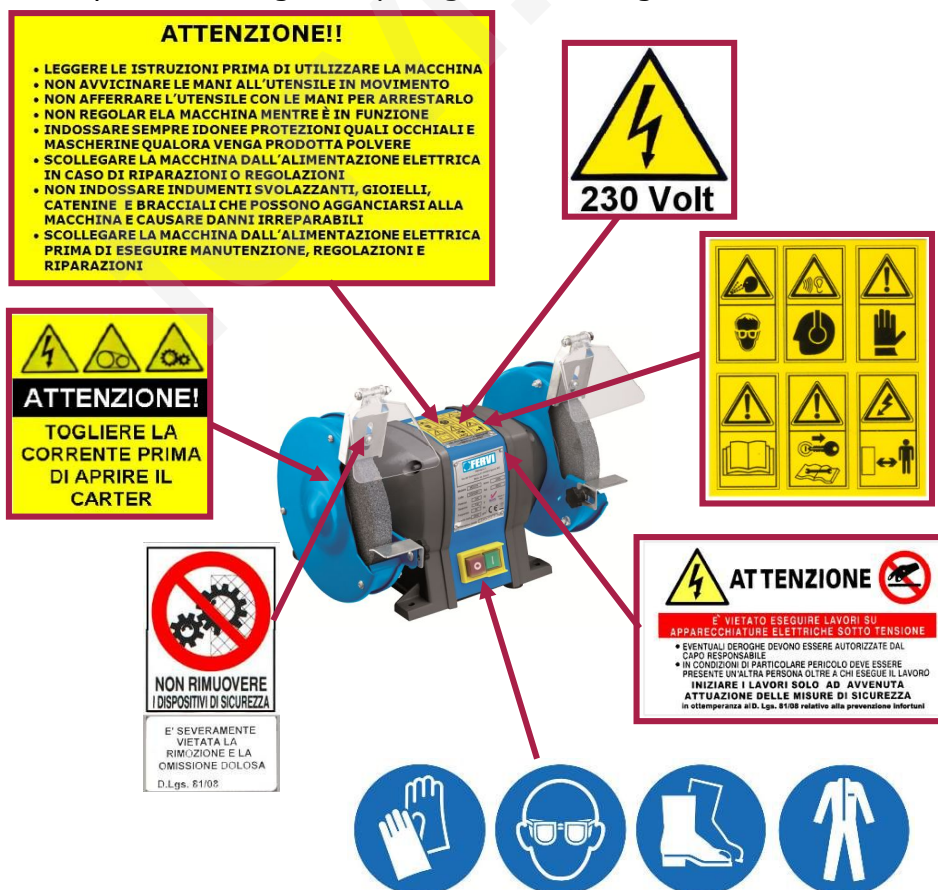 ATTENZIONE!!
• LEGGERE LE ISTRUZIONI PRIMA DI UTILIZZARE LA MACCHINA
• NON AVVICINARE LE MANI ALL'UTENSILE IN MOVIMENTO
• NON AFFERRARE L'UTENSILE CON LE MANI PER ARRESTARLO
• NON REGOLAR ELA MACCHINA MENTRE È IN FUNZIONE
• INDOSSARE SEMPRE IDONEE PROTEZIONI QUALI OCCHIALI E
MASCHERINE QUALORA VENGA PRODOTTA POLVERE
• SCOLLEGARE LA MACCHINA DALL'ALIMENTAZIONE ELETTRICA
IN CASO DI RIPARAZIONI O REGOLAZIONI
• NON INDOSSARE INDUMENTI SVOLAZZANTI, GIOIELLI,
CATENINE E BRACCIALI CHE POSSONO AGGANCIARSI ALLA
MACCHINA E CAUSARE DANNI IRREPARABILI
• SCOLLEGARE LA MACCHINA DALL'ALIMENTAZIONE ELETTRICA
PRIMA DI ESEGUIRE MANUTENZIONE, REGOLAZIONI E
RIPARAZIONI
230 Volt
ATTENZIONE!
TOGLIERE LA
CORRENTE PRIMA
DI APRIRE IL
CARTER
FERVI
NON RIMUOVERE
I DISPOSITIVI DI SICUREZZA
E' SEVERAMENTE
VIETATA LA
RIMOZIONE E LA
OMISSIONE DOLOSA
D.Lgs. 81/08
ATTENZIONE
E' VIETATO ESEGUIRE LAVORI SU
APPARECCHIATURE ELETTRICHE SOTTO TENSIONE
• EVENTUALI DEROGHE DEVONO ESSERE AUTORIZZATE DAL
CAPO RESPONSABILE
• IN CONDIZIONI DI PARTICOLARE PERICOLO DEVE ESSERE
PRESENTE UN'ALTRA PERSONA OLTRE A CHI ESEGUE IL LAVORO
INIZIARE I LAVORI SOLO AD AVVENUTA
ATTUAZIONE DELLE MISURE DI SICUREZZA
in ottemperanza al D. Lgs. 81/08 relativo alla prevenzione infortuni